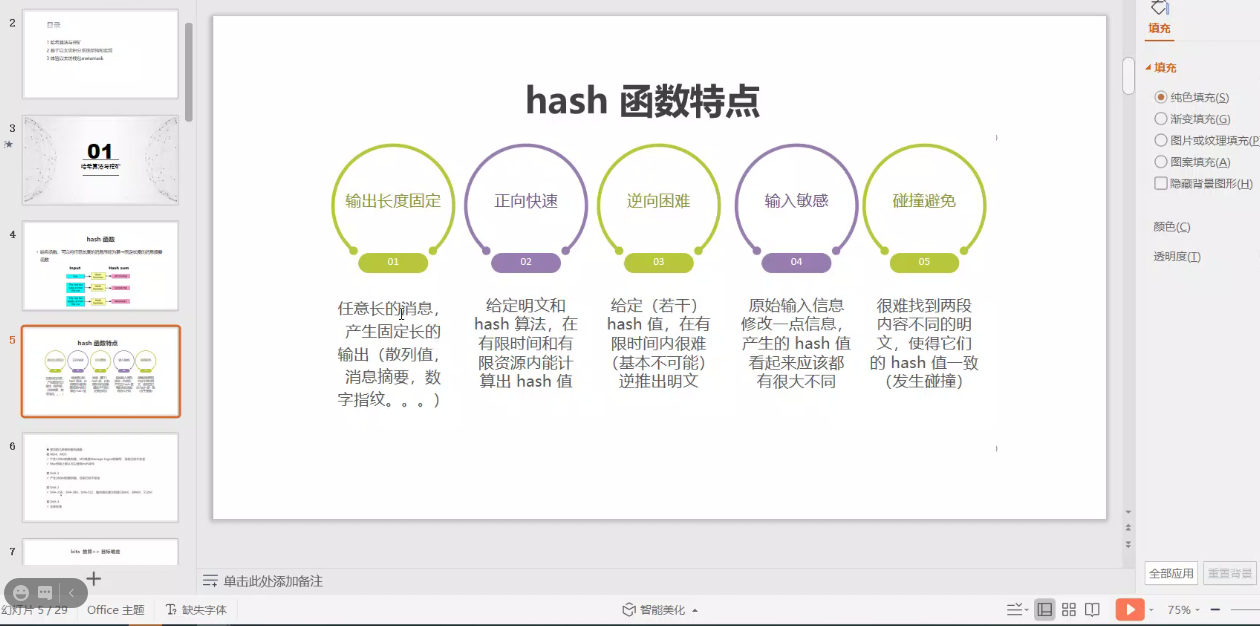 2
目录
3
01
哈希算法与挖矿
4
hash 函数
Input
Hash sum
5
hash 函数特点
6
7
hash 函数特点
输出长度固定
正向快速
逆向困难
输入敏感
碰撞避免
01
02
03
04
05
任意长的消息，
产生固定长的
输出（散列值，
消息摘要，数
字指纹。。。）
给定明文和
hash 算法，在
有限时间和有
限资源内能计
算出 hash 值
给定（若干）
hash 值，在有
限时间内很难
（基本不可能）
逆推出明文
原始输入信息
修改一点信息，
产生的 hash 值
看起来应该都
有很大不同
很难找到两段
内容不同的明
文，使得它们
的 hash 值一致
（发生碰撞）
填充
填充
纯色填充(S)
渐变填充(G)
图片或纹理填充(P
图案填充(A)
隐藏背景图形(H)
颜色(C)
透明度(T)
全部应用
重置背景
单击此处添加备注
幻灯片 5 / 29
Office 主题
缺失字体
智能美化
75%